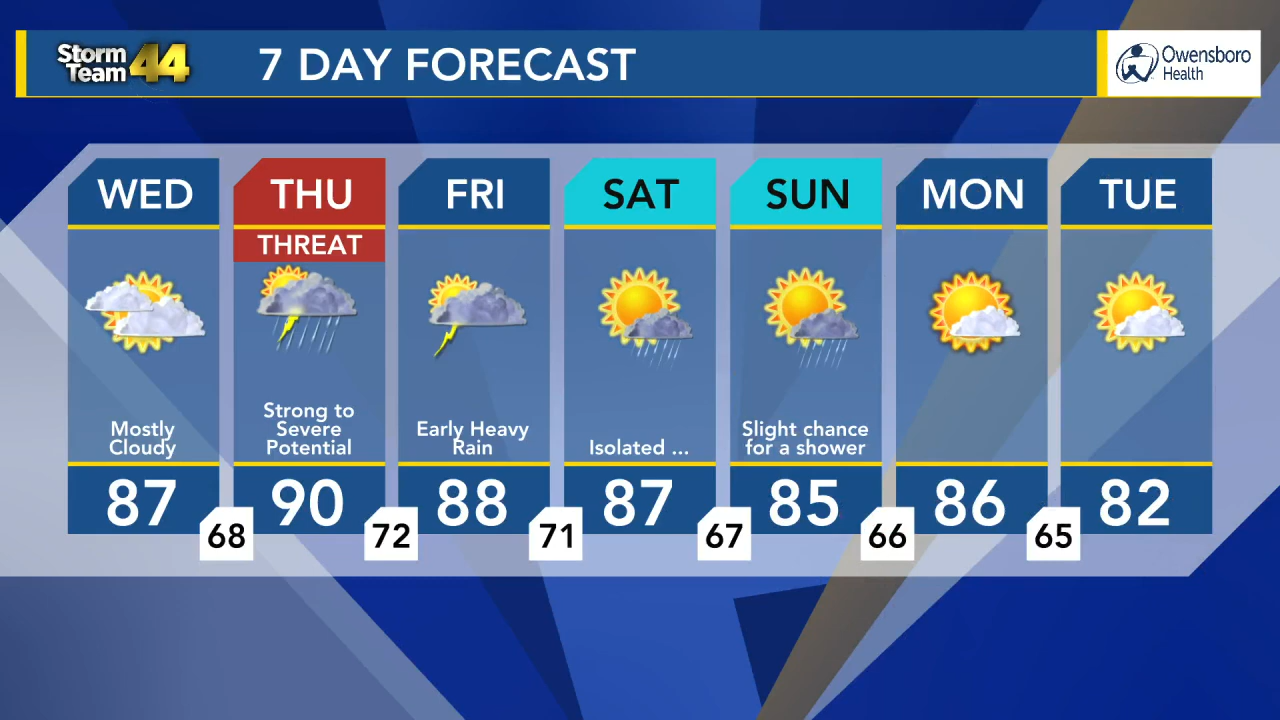 Storm
Team 44
7 DAY FORECAST
Owensboro
Health
WED
THU
FRI
SAT
SUN
MON
TUE
THREAT
Mostly
Cloudy
Strong to
Severe
Potential
Early Heavy
Rain
Isolated ...
Slight chance
for a shower
87
90
88
87
85
86
82
68
72
71
67
66
65